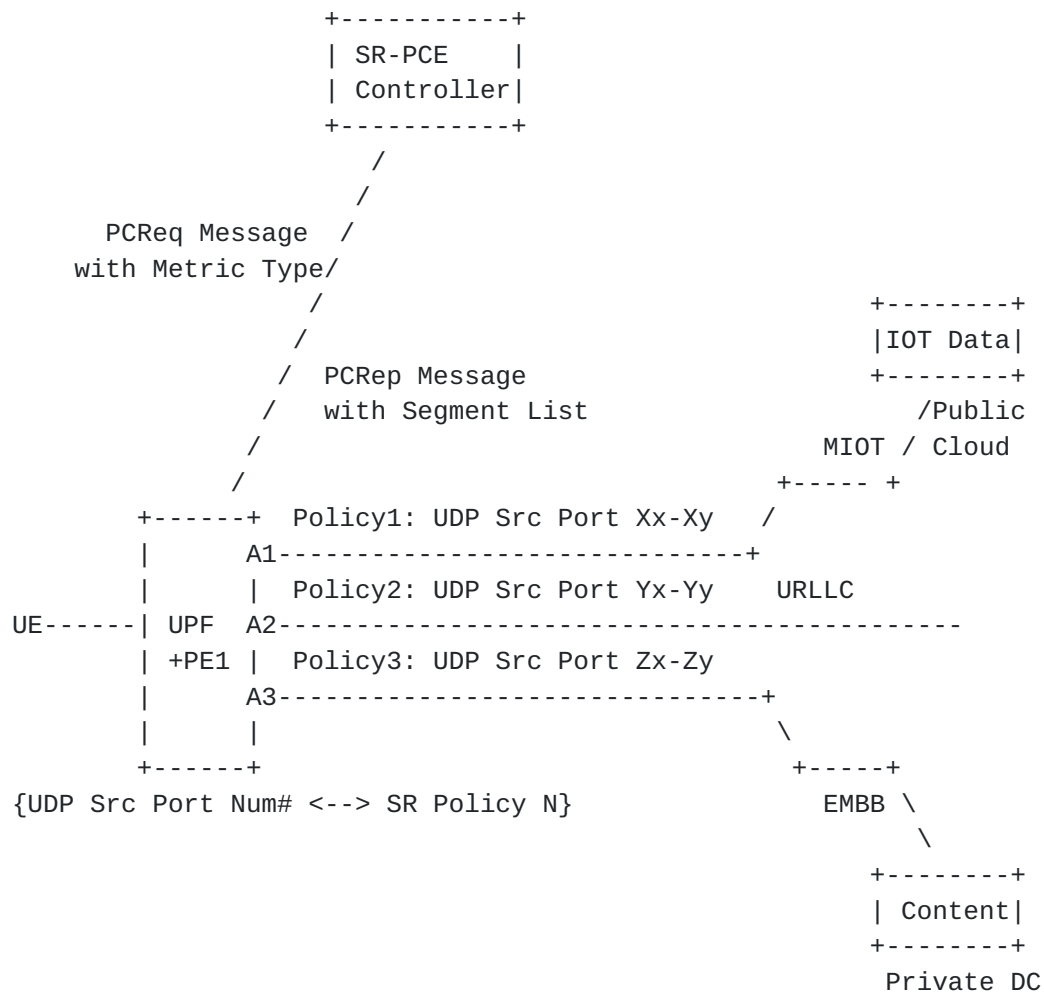 SR-PCE
Controller
PCReq Message
with Metric Type
IOT Data
PCRep Message
with Segment List
/Public
MIOT / Cloud
Policy1: UDP Src Port Xx-Xy
A1
Policy2: UDP Src Port Yx-Yy URLLC
UE UPF A2
+PE1 Policy3: UDP Src Port Zx-Zy
A3
{UDP Src Port Num# <--> SR Policy N} EMBB
Content
Private DC